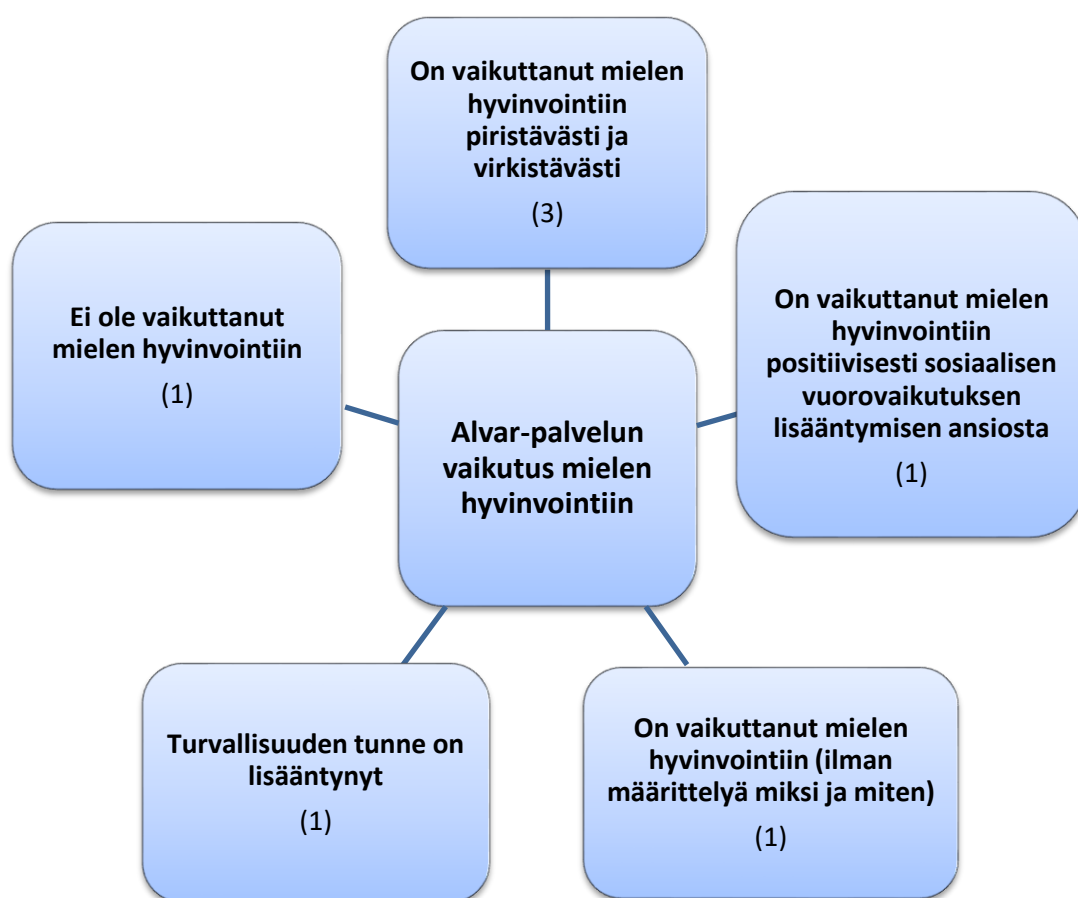 On vaikuttanut mielen
hyvinvointiin
piristävästi ja
virkistävästi
(3)
Ei ole vaikuttanut
mielen hyvinvointiin
(1)
On vaikuttanut mielen
hyvinvointiin
positiivisesti sosiaalisen
vuorovaikutuksen
lisääntymisen ansiosta
(1)
Alvar-palvelun
vaikutus mielen
hyvinvointiin
Turvallisuuden tunne on
lisääntynyt
(1)
On vaikuttanut mielen
hyvinvointiin (ilman
määrittelyä miksi ja miten)
(1)